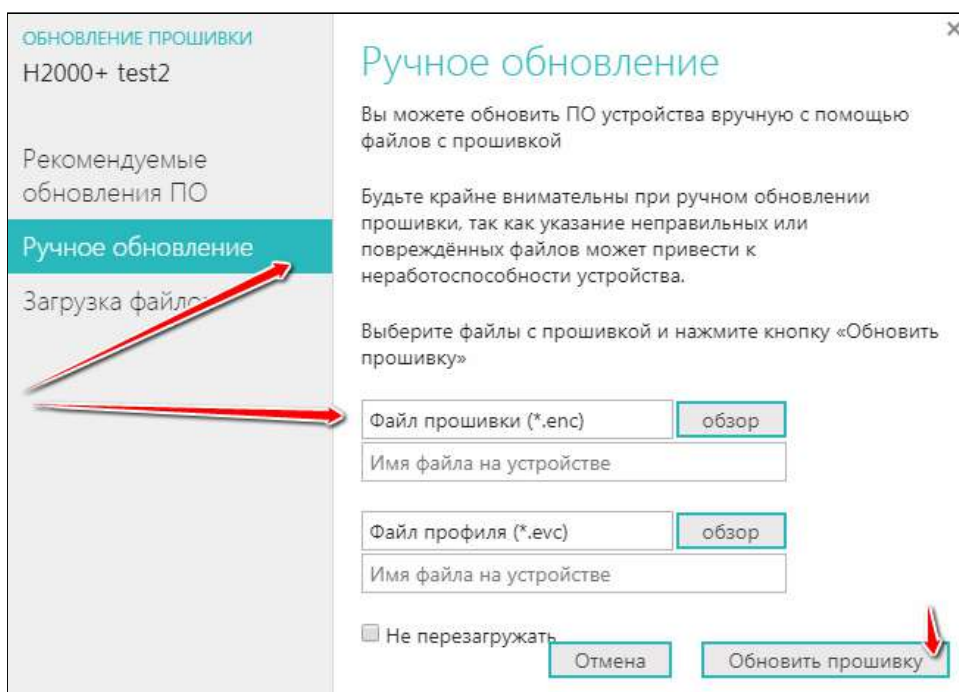 ОБНОВЛЕНИЕ ПРОШИВКИ
H2000+ test2
Рекомендуемые
обновления ПО
Ручное обновление
Загрузка
Ручное обновление
Вы можете обновить ПО устройства вручную с помощью
файлов с прошивкой
Будьте крайне внимательны при ручном обновлении
прошивки, так как указание неправильных или
повреждённых файлов может привести к
неработоспособности устройства.
Выберите файлы с прошивкой и нажмите кнопку «Обновить
прошивку»
Файл прошивки (*.enc)
обзор
Имя файла на устройстве
Файл профиля (*.evc)
обзор
Имя файла на устройстве
Не перезагружать
Отмена
Обновить прошивку